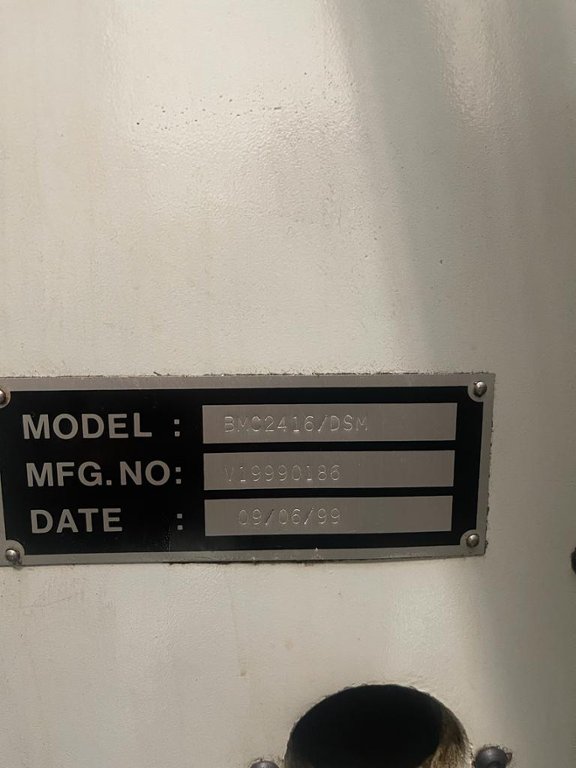 MODEL : BMC2416/DSM
MFG.NO: V19990186
DATE : 09/06/99